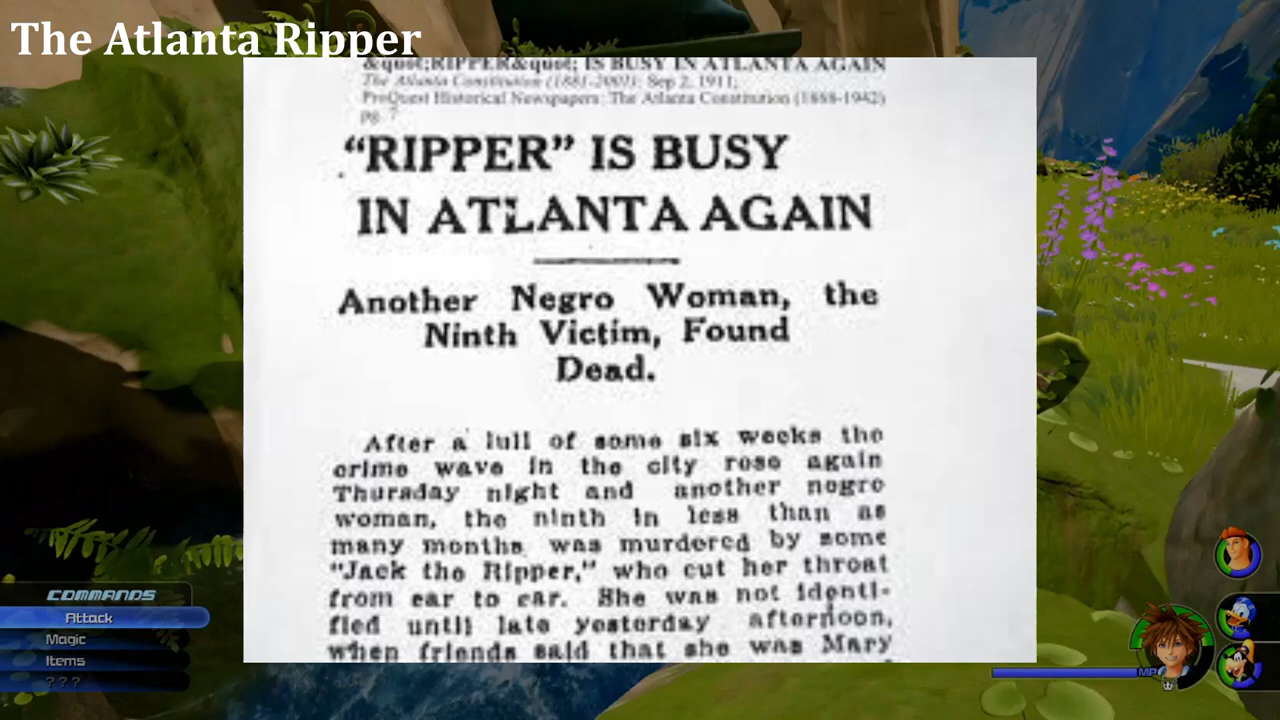 The Atlanta Ripper
&quot;RIPPER&quot; IS BUSY IN ATLANTA AGAIN
The Atlanta Constitution (1881-2001); Sep 2, 1911;
ProQuest Historical Newspapers: The Atlanta Constitution (1868-1942)
pg. 7
“RIPPER” IS BUSY
IN ATLANTA AGAIN
Another Negro Woman, the
Ninth Victim, Found
Dead.
After a lull of some six weeks the
crime wave in the city rose again
Thursday night and another negro
woman, the ninth in less than as
many months was murdered by some
"Jack the Ripper," who cut her throat
from ear to ear. She was not identi-
fied until late yesterday afternoon,
when friends said that she was Mary
COMMANDS
Attack
Magic
Items
? ? ?
MP